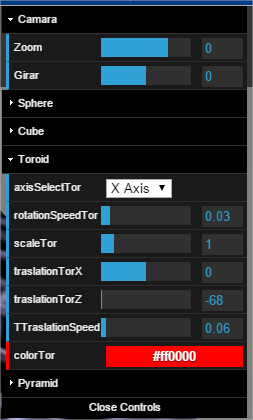 Camara
Zoom 0
Girar 0
Sphere
Cube
Toroid
axisSelectTor X Axis
rotationSpeedTor 0.03
scaleTor 1
traslationTorX 0
traslationTorZ -68
TTraslationSpeed 0.06
colorTor #ff0000
Pyramid
Close Controls